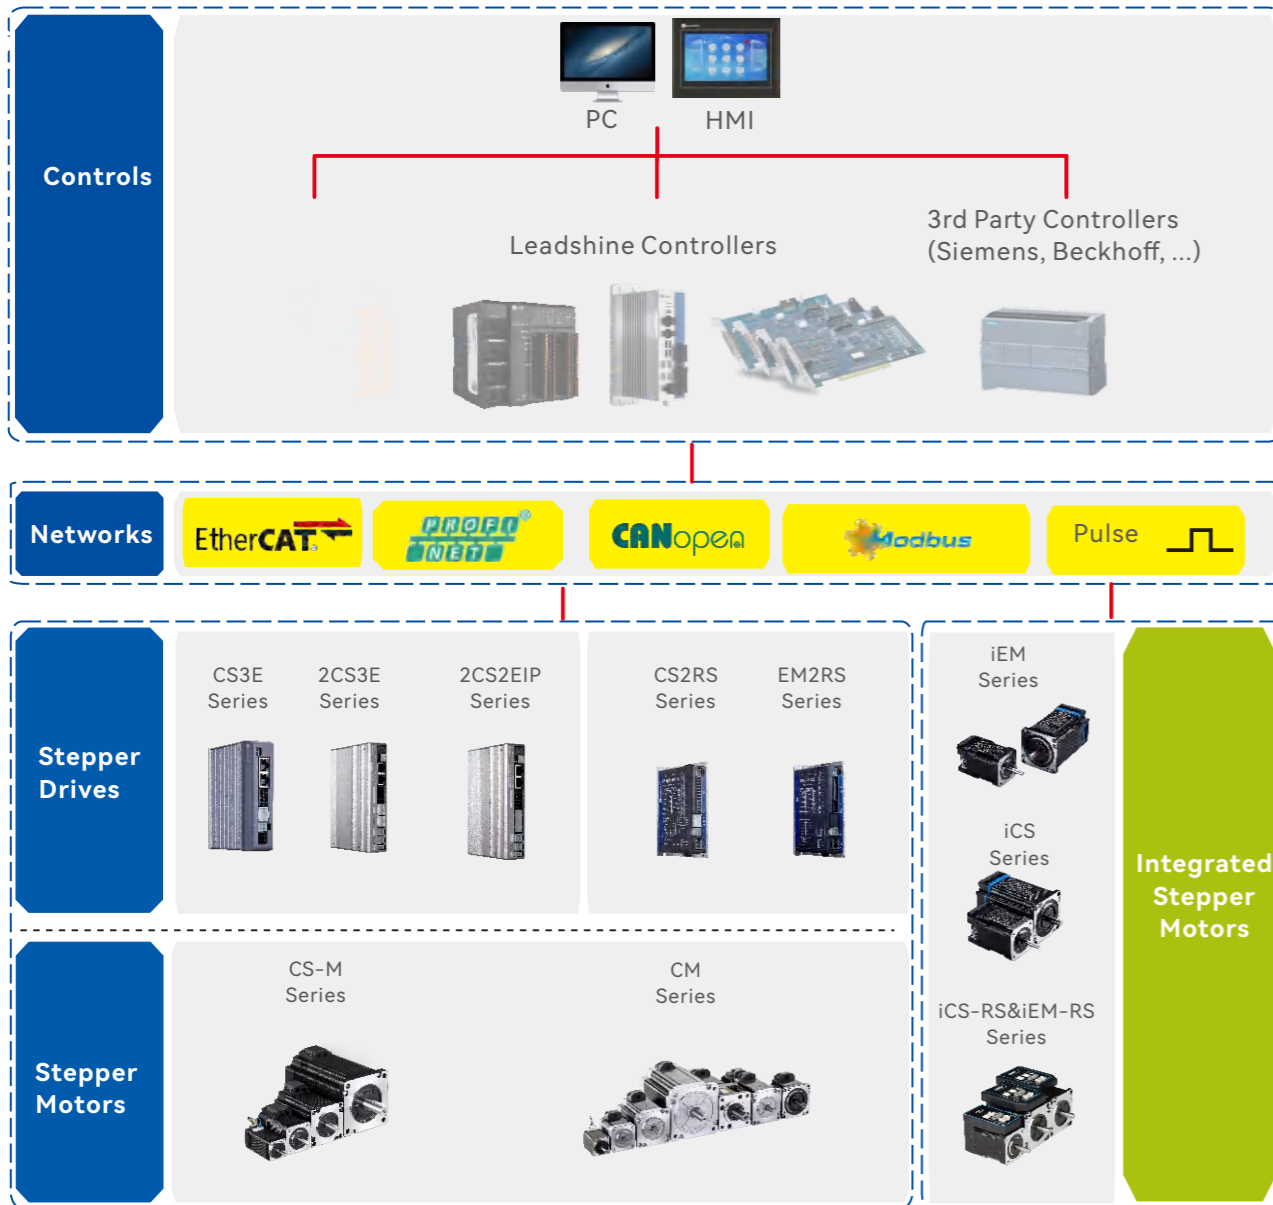 PC
HMI
Controls
Leadshine Controllers
3rd Party Controllers
(Siemens, Beckhoff, ...)
Networks
EtherCAT
PROFI
NET
CANopen
Modbus
Pulse
Stepper
Drives
CS3E
Series
2CS3E
Series
2CS2EIP
Series
CS2RS
Series
EM2RS
Series
iEM
Series
iCS
Series
iCS-RS&iEM-RS
Series
Integrated
Stepper
Motors
Stepper
Motors
CS-M
Series
CM
Series